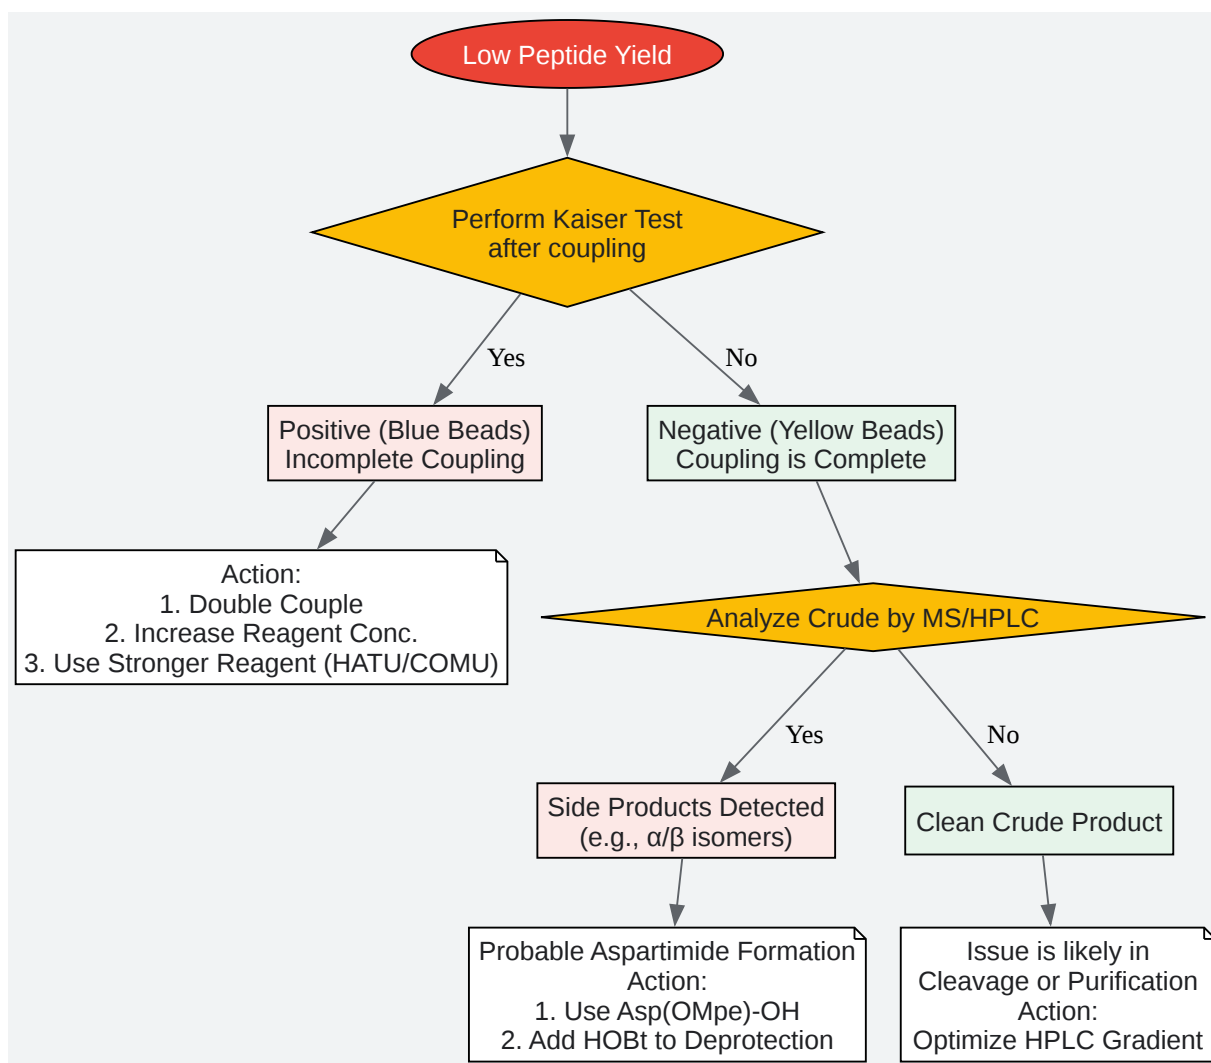 Low Peptide Yield
Perform Kaiser Test
after coupling
Yes
No
Positive (Blue Beads)
Incomplete Coupling
Negative (Yellow Beads)
Coupling is Complete
Action:
1. Double Couple
2. Increase Reagent Conc.
3. Use Stronger Reagent (HATU/COMU)
Analyze Crude by MS/HPLC
Yes
No
Side Products Detected
(e.g., α/β isomers)
Clean Crude Product
Probable Aspartimide Formation
Action:
1. Use Asp(OMpe)-OH
2. Add HOBt to Deprotection
Issue is likely in
Cleavage or Purification
Action:
Optimize HPLC Gradient